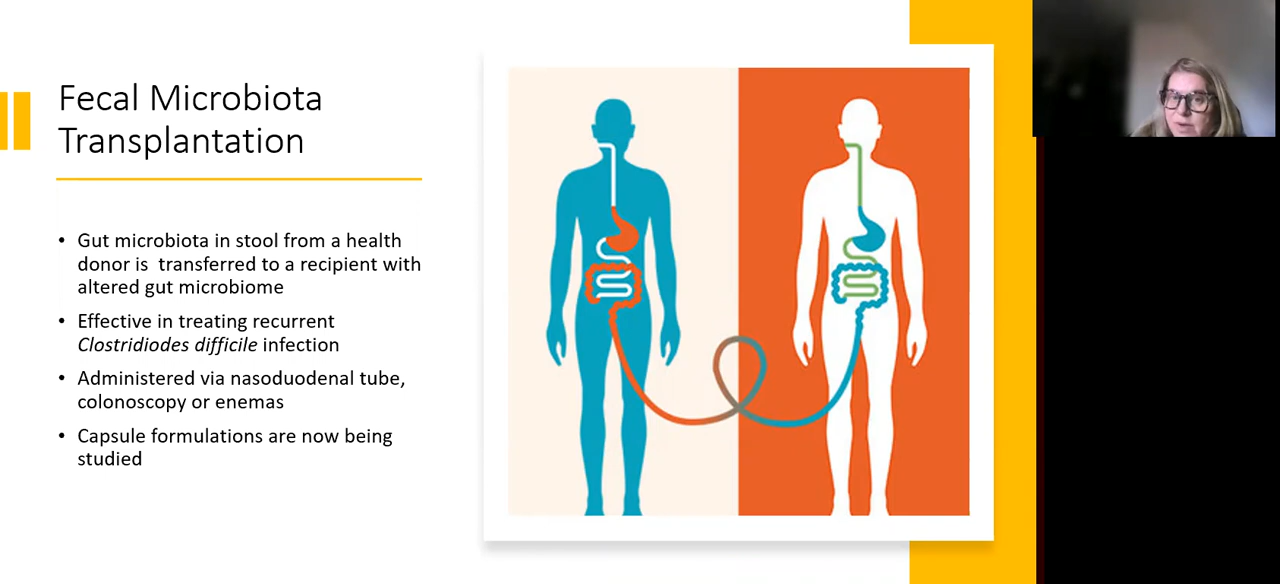 Fecal Microbiota
Transplantation
• Gut microbiota in stool from a health
donor is  transferred to a recipient with
altered gut microbiome
• Effective in treating recurrent
Clostridiodes difficile infection
• Administered via nasoduodenal tube,
colonoscopy or enemas
• Capsule formulations are now being
studied